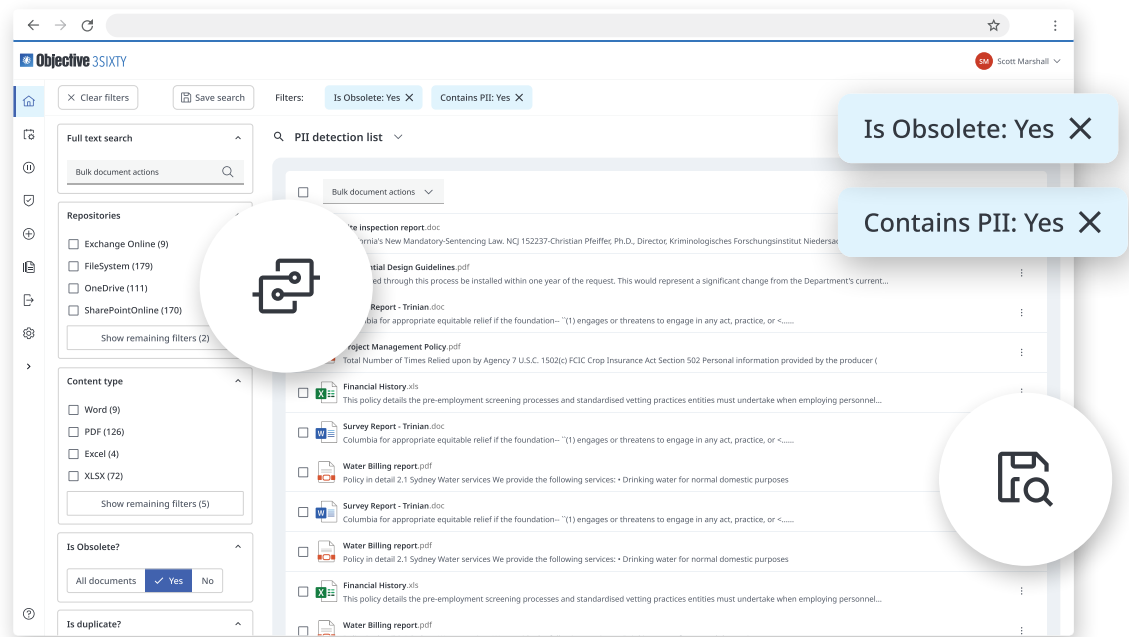 Objective 3SIXTY
SM Scott Marshall
Clear filters
Save search
Filters:
Is Obsolete: Yes
Contains PII: Yes
Is Obsolete: Yes
Contains PII: Yes
Full text search
Bulk document actions
Repositories
Exchange Online (9)
FileSystem (179)
OneDrive (111)
SharePointOnline (170)
Show remaining filters (2)
Content type
Word (9)
PDF (126)
Excel (4)
XLSX (72)
Show remaining filters (5)
Is Obsolete?
All documents
Yes
No
Is duplicate?
PII detection list
Bulk document actions
inspection report.doc
New Mandatory-Sentencing Law. NCJ 152237-Christian Pfeiffer, Ph.D., Director, Kriminologisches Forschungsinstitut
Design Guidelines.pdf
through this process be installed within one year of the request. This would represent a significant change from the Department's current...
Report - Trinian.doc
for appropriate equitable relief if the foundation-- ``(1) engages or threatens to engage in any act, practice, or <......
Project Management Policy.pdf
Total Number of Times Relied upon by Agency 7 U.S.C. 1502(c) FCIC Crop Insurance Act Section 502 Personal information provided by the producer (
Financial History.xls
This policy details the pre-employment screening processes and standardised vetting practices entities must undertake when employing personnel...
Survey Report - Trinian.doc
Columbia for appropriate equitable relief if the foundation-- ``(1) engages or threatens to engage in any act, practice, or <......
Water Billing report.pdf
Policy in detail 2.1 Sydney Water services We provide the following services: • Drinking water for normal domestic purposes
Survey Report - Trinian.doc
Columbia for appropriate equitable relief if the foundation-- ``(1) engages or threatens to engage in any act, practice, or <......
Water Billing report.pdf
Policy in detail 2.1 Sydney Water services We provide the following services: • Drinking water for normal domestic purposes
Financial History.xls
This policy details the pre-employment screening processes and standardised vetting practices entities must undertake when employing personnel...
Water Billing report.pdf